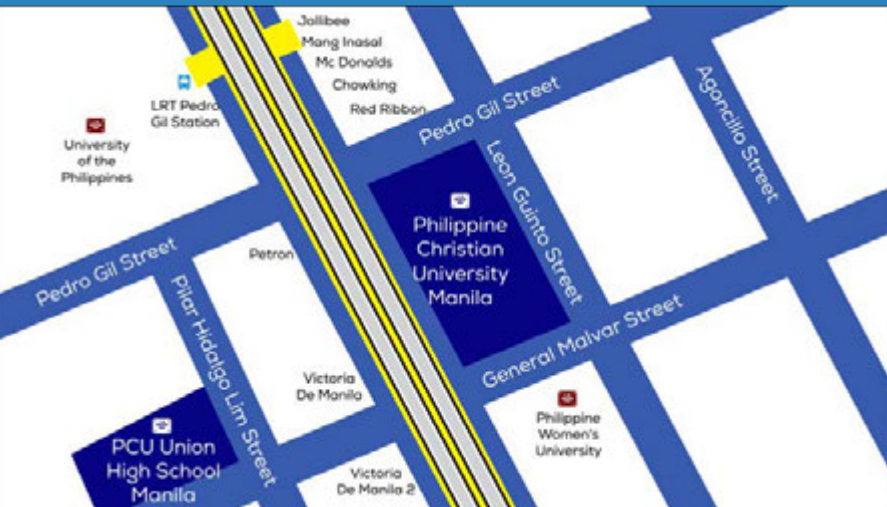 Jollibee
Mang Inasal
Mc Donalds
Chowking
Red Ribbon
LRT Pedro
Gil Station
University
of the
Philippines
Pedro Gil Street
Agoncillo Street
Leon Guinto Street
Philippine
Christian
University
Manila
Petron
Pedro Gil Street
Pilar Hidalgo Lim Street
General Malvar Street
Victoria
De Manila
Philippine
Women's
University
PCU Union
High School
Manila
Victoria
De Manila 2